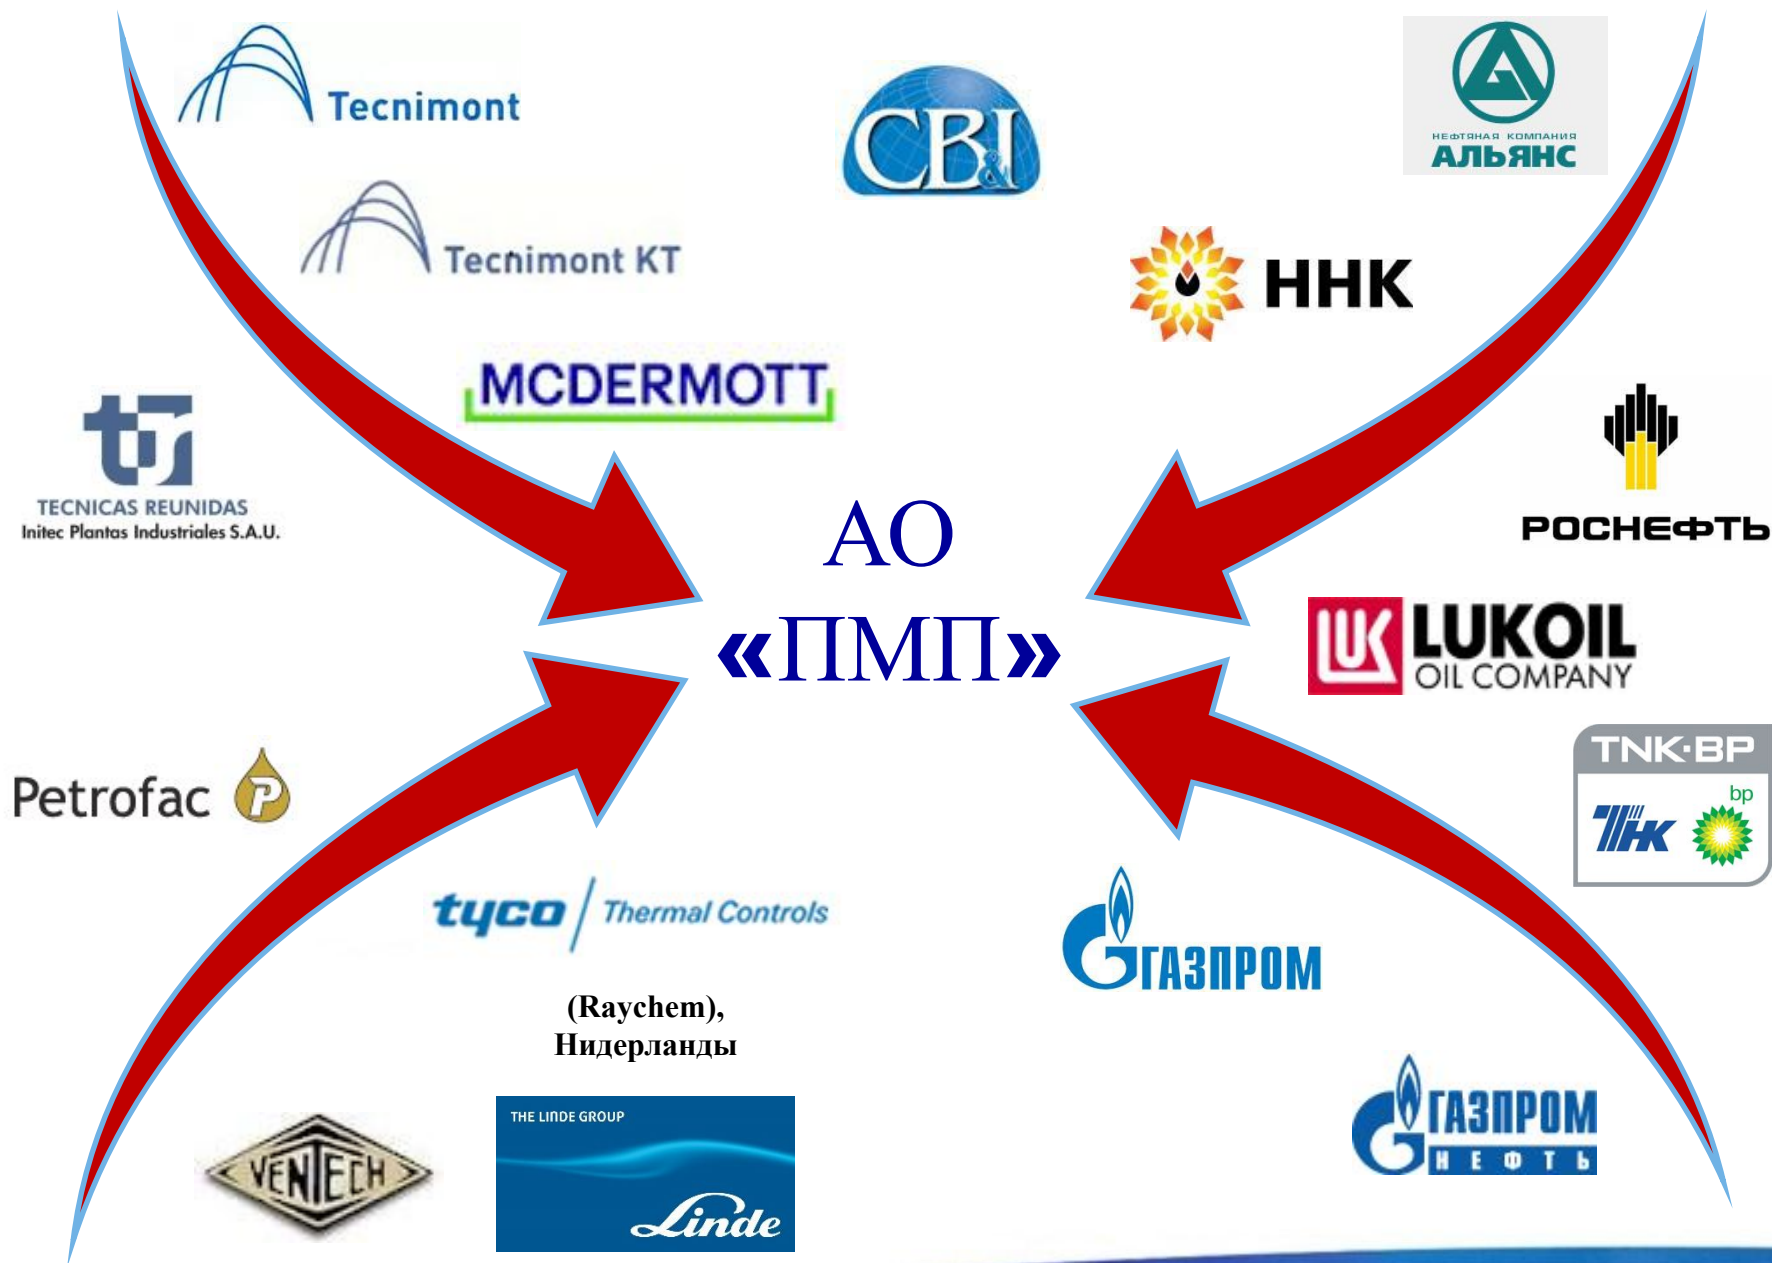 Tecnimont
CB&I
НЕФТЯНАЯ КОМПАНИЯ
АЛЬЯНС
Tecnimont KT
ННК
MCDERMOTT
TECNICAS REUNIDAS
Initec Plantas Industriales S.A.U.
РОСНЕФТЬ
АО
«ПМП»
LUK LUKOIL
OIL COMPANY
TNK·BP
bp
ТНК
Petrofac P
tyco / Thermal Controls
(Raychem),
Нидерланды
ГАЗПРОМ
ГАЗПРОМ
НЕФТЬ
VENTECH
THE LINDE GROUP
Linde